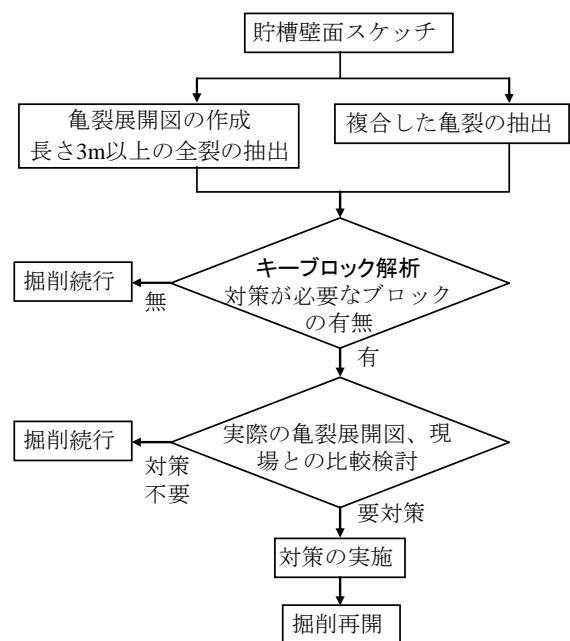 貯槽壁面スケッチ
亀裂展開図の作成
長さ3m以上の全裂の抽出
複合した亀裂の抽出
キーブロック解析
対策が必要なブロック
の有無
掘削続行
無
有
実際の亀裂展開図、現
場との比較検討
掘削続行
対策
不要
要対策
対策の実施
掘削再開